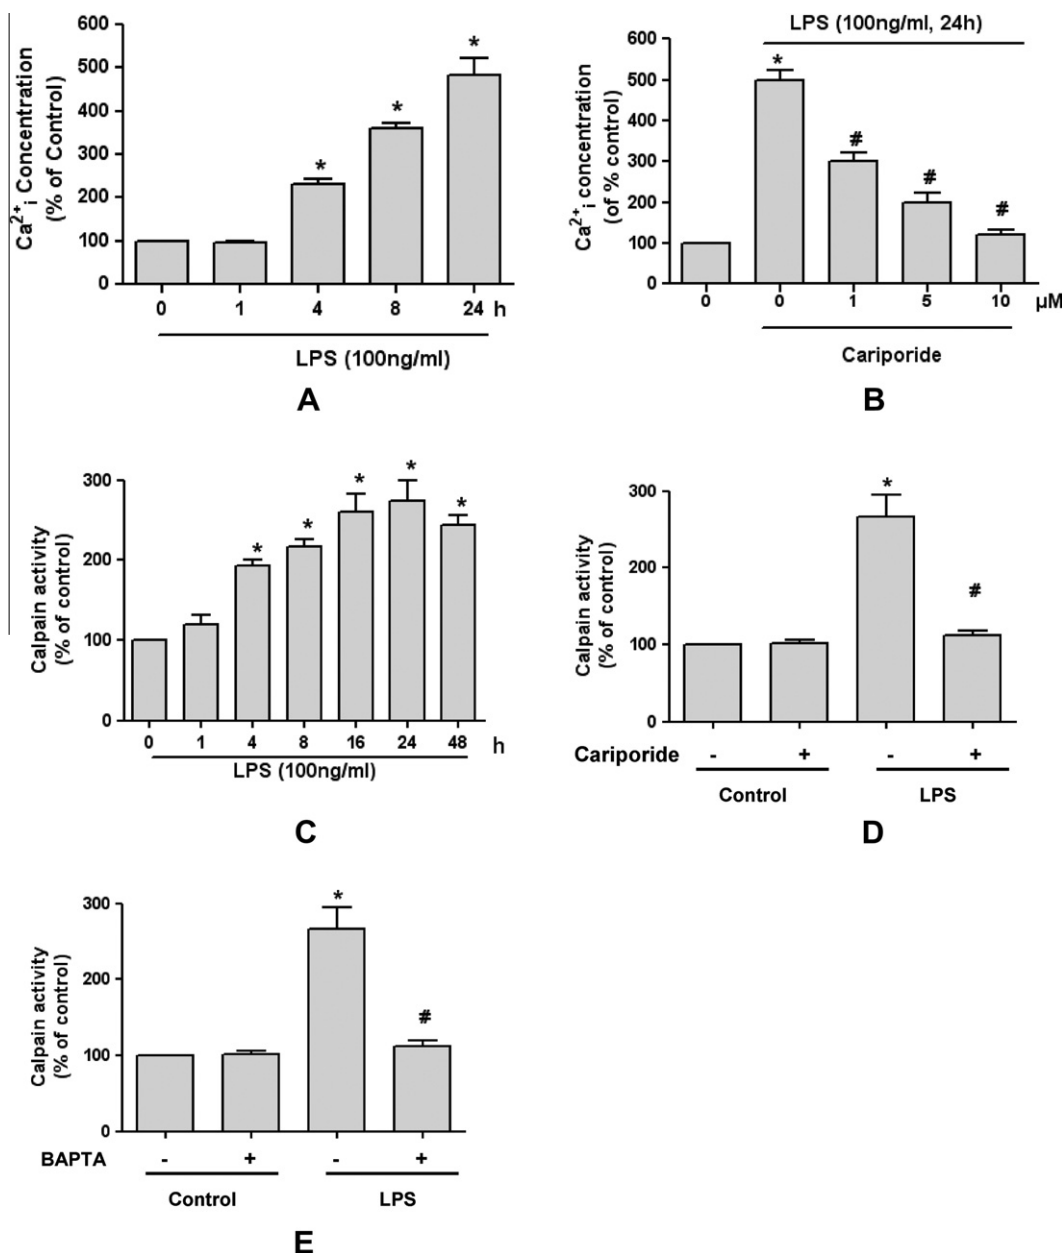 600
500
400
300
200
100
0
Ca²⁺i Concentration
(% of Control)
*
*
*
*
0 1 4 8 24 h
LPS (100ng/ml)
A
LPS (100ng/ml, 24h)
600
500
400
300
200
100
0
Ca²⁺i concentration
(of % control)
*
#
#
#
0 0 1 5 10 µM
Cariporide
B
300
200
100
0
Calpain activity
(% of control)
*
*
*
*
*
0 1 4 8 16 24 48 h
LPS (100ng/ml)
C
300
200
100
0
Calpain activity
(% of control)
*
#
Cariporide - + - +
Control LPS
D
300
200
100
0
Calpain activity
(% of control)
*
#
BAPTA - + - +
Control LPS
E